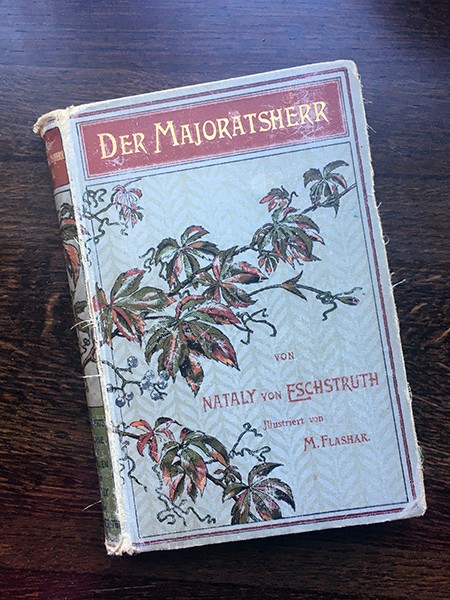 DER MAJORATSHERR
VON
NATALY VON ESCHSTRUTH
Illustriert von
M. FLASHAR.